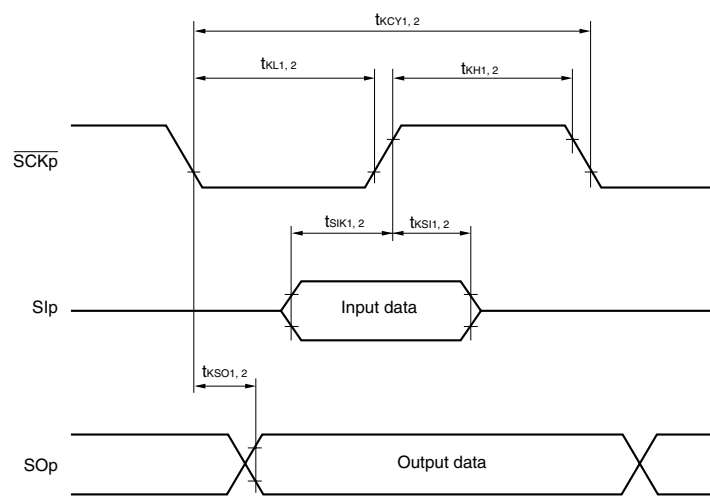 tKCY1, 2
tKL1, 2
tKH1, 2
SCKp
tSIK1, 2
tKSI1, 2
SIp
Input data
tKSO1, 2
SOp
Output data